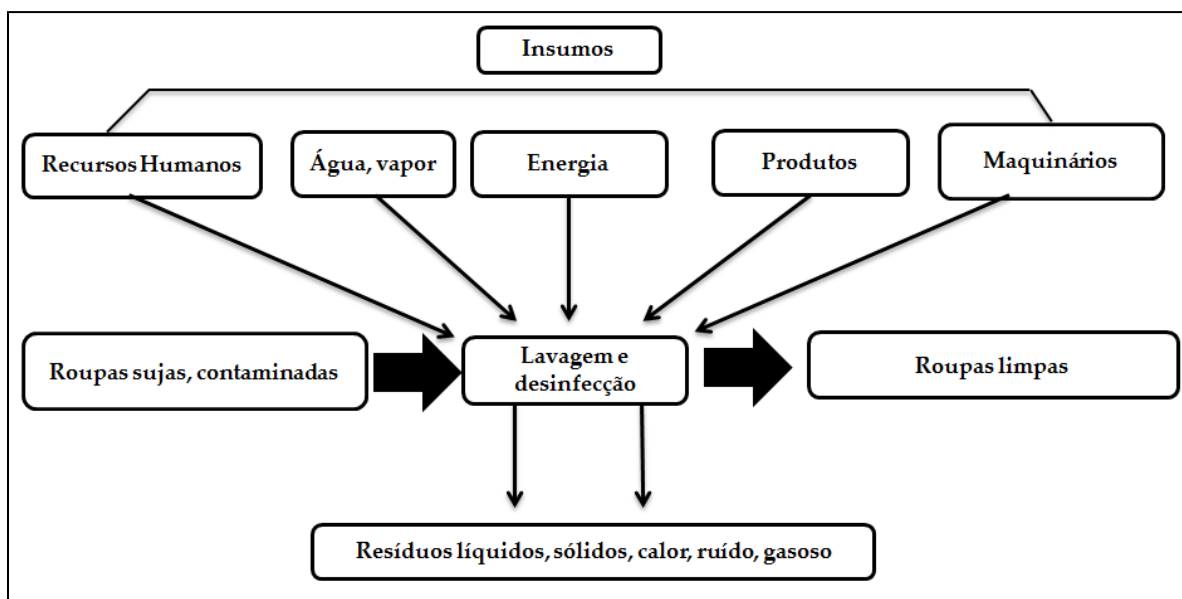 Insumos
Recursos Humanos
Água, vapor
Energia
Produtos
Maquinários
Roupas sujas, contaminadas
Lavagem e
desinfecção
Roupas limpas
Resíduos líquidos, sólidos, calor, ruído, gasoso